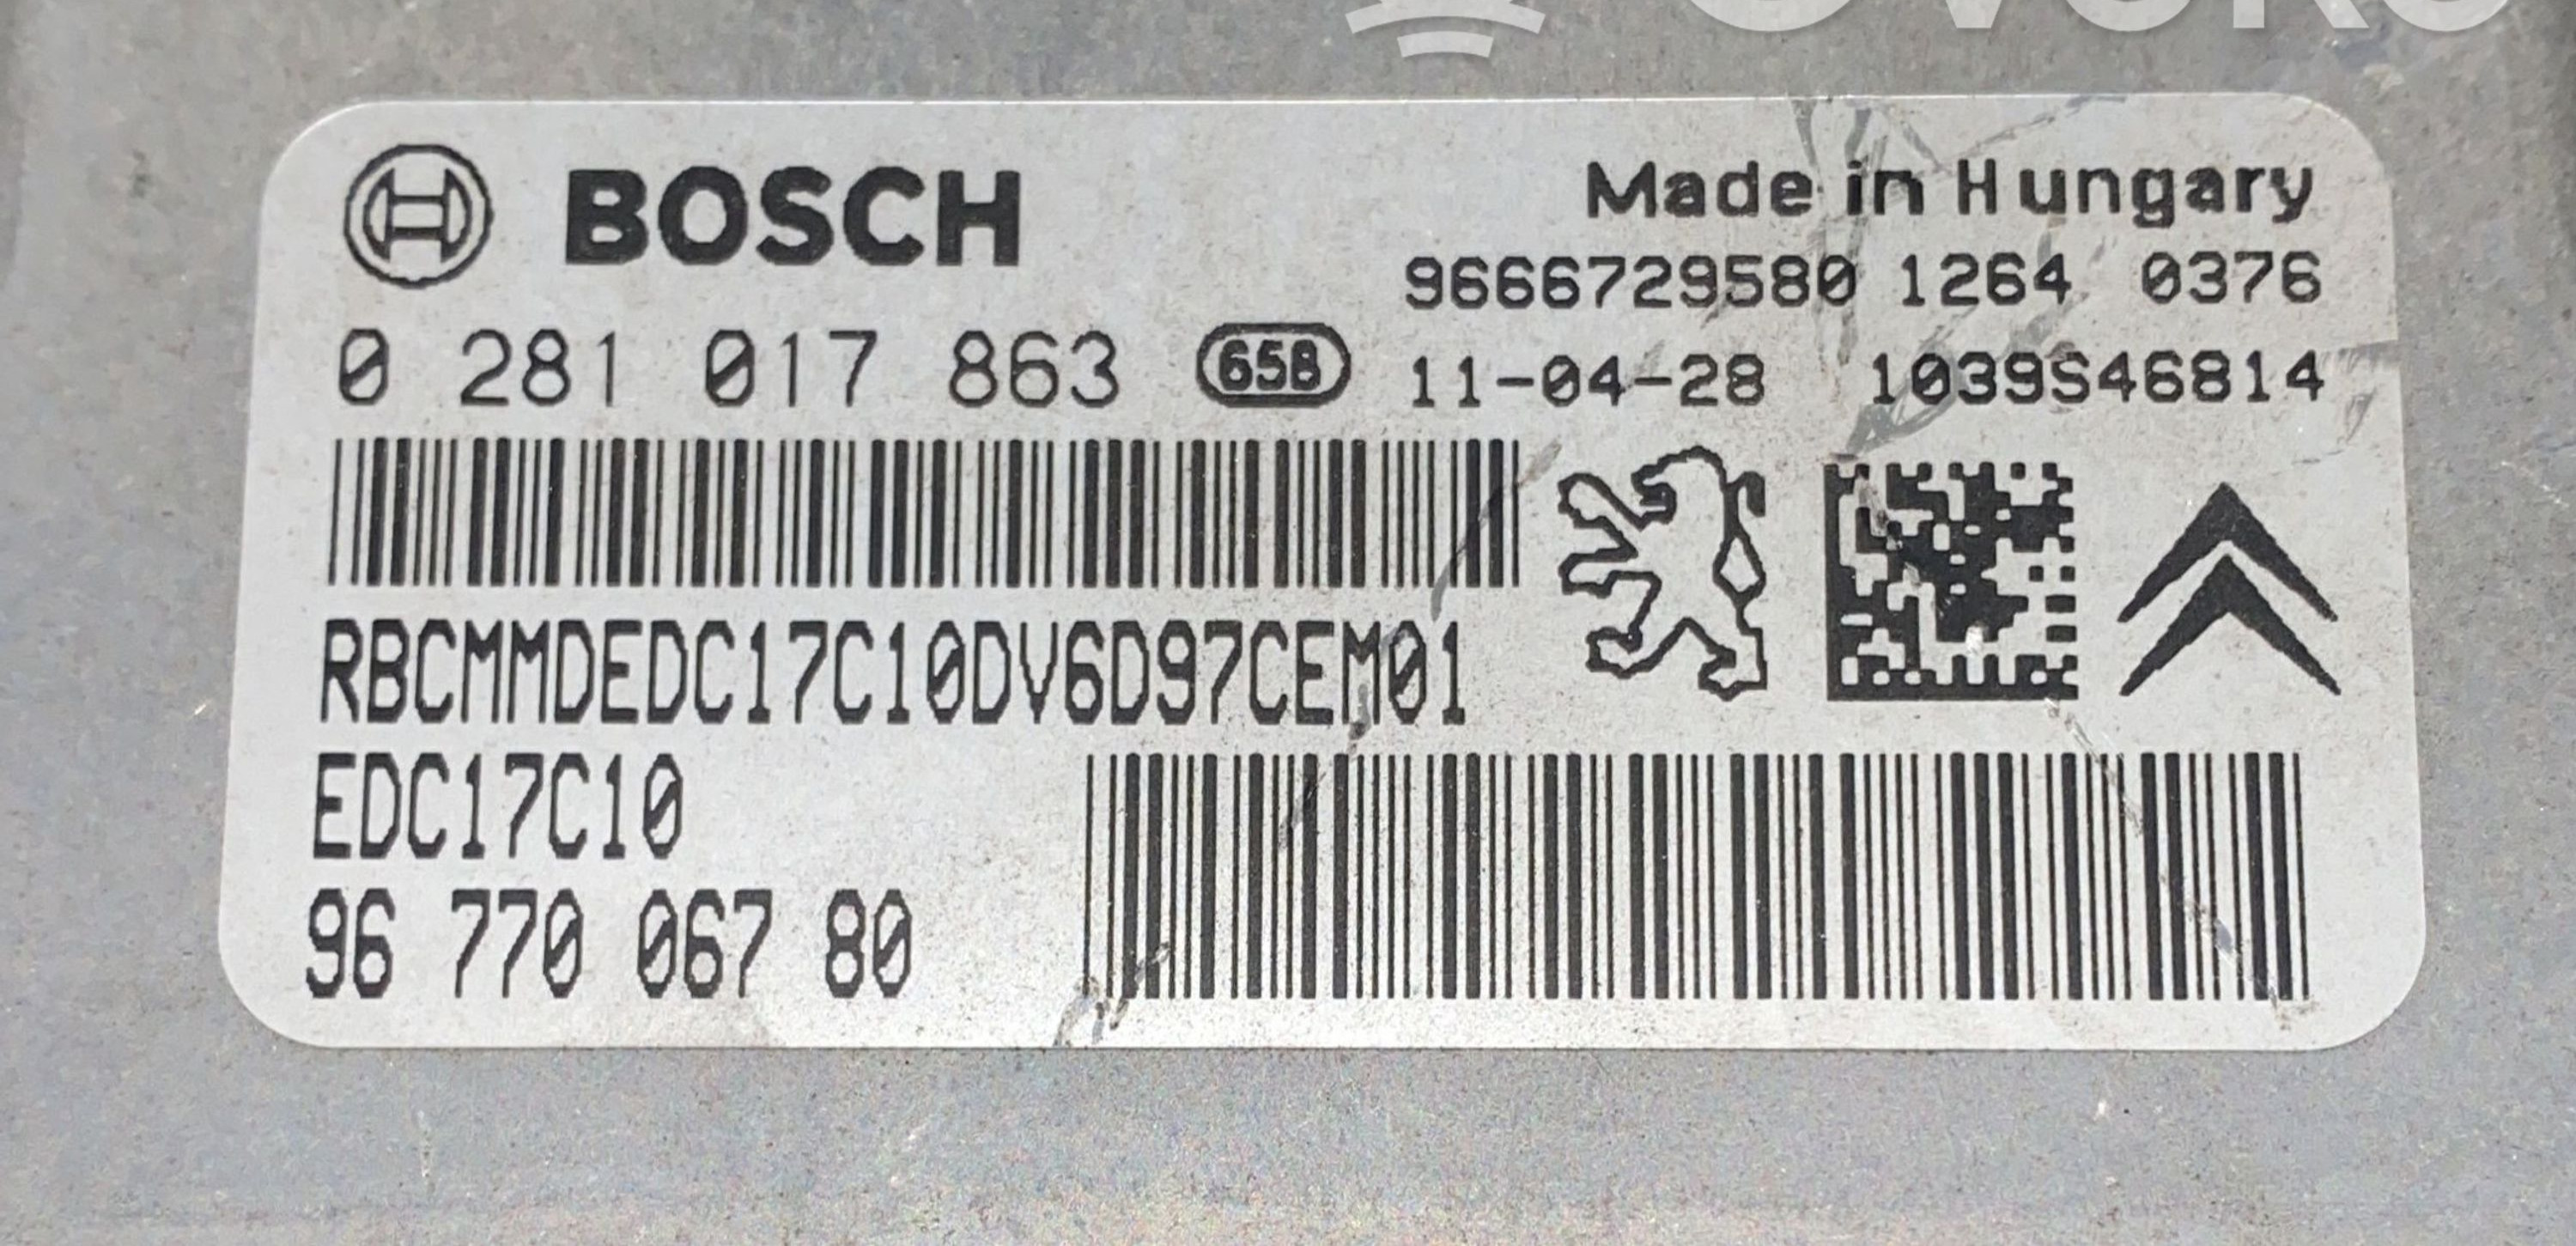 BOSCH
Made in Hungary
9666729580 1264 0376
0 281 017 863 658 11-04-28 1039S46814
RBCMMDEDC17C10DV6D97CEM01
EDC17C10
96 770 067 80